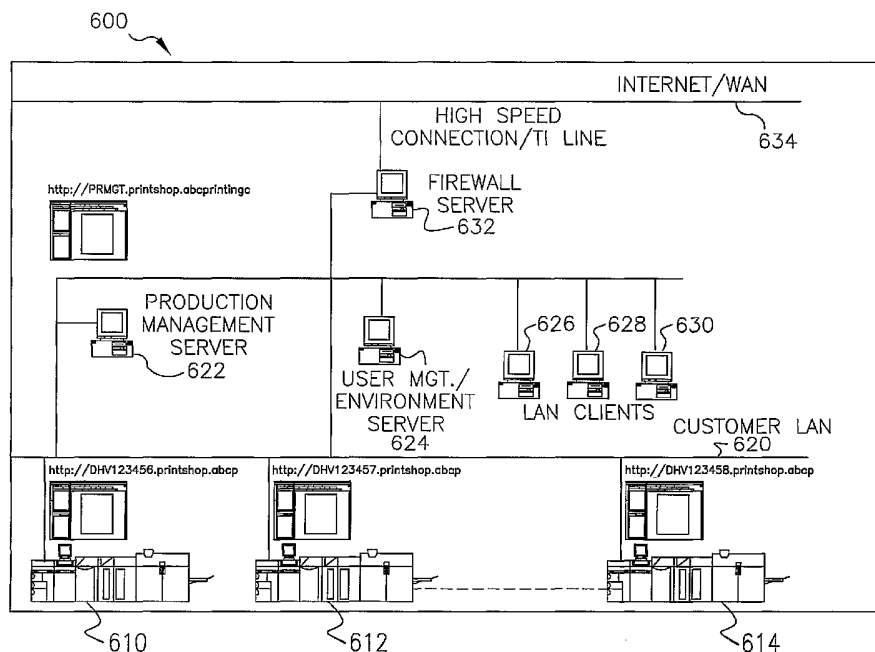 600
INTERNET/WAN
HIGH SPEED
CONNECTION/TI LINE
634
http://PRMGT.printshop.abcprintingc
FIREWALL
SERVER
632
PRODUCTION
MANAGEMENT
SERVER
622
626
628
630
USER MGT./
ENVIRONMENT
SERVER
624
LAN CLIENTS
CUSTOMER LAN
620
http://DHV123456.printshop.abcp
http://DHV123457.printshop.abcp
http://DHV123458.printshop.abcp
610
612
614